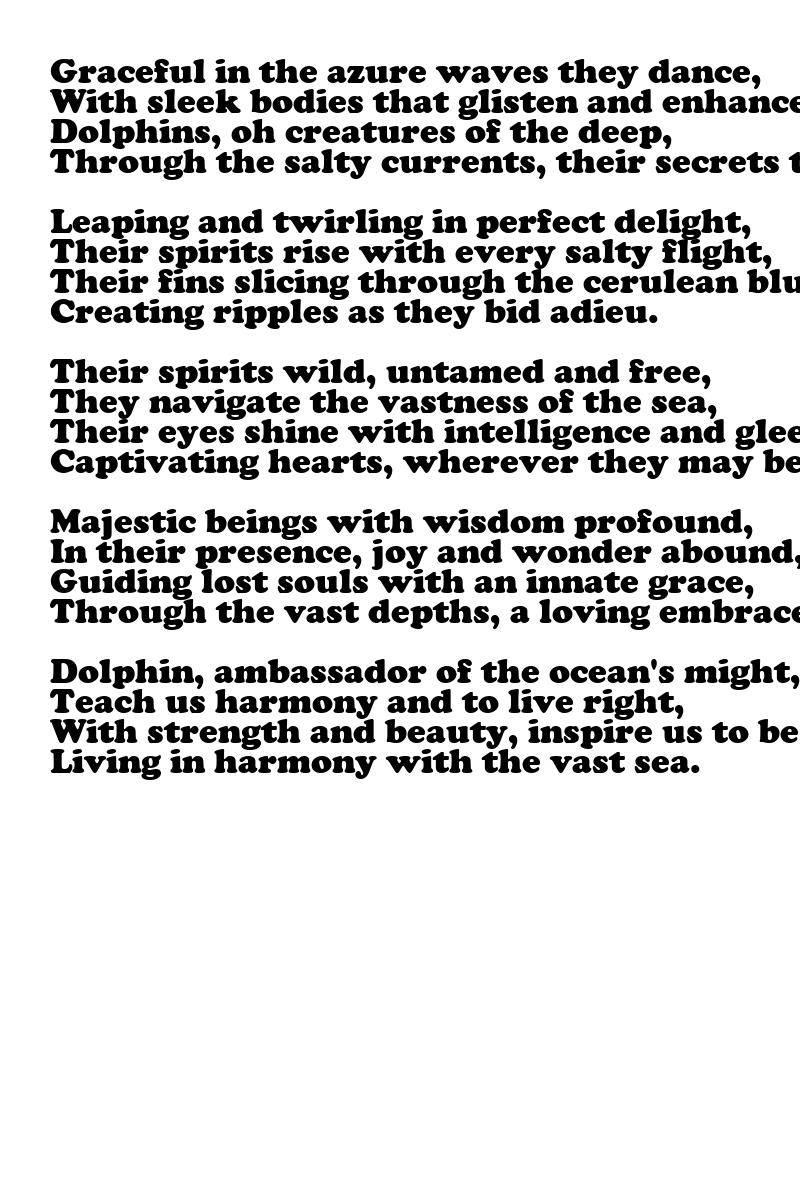 Graceful in the azure waves they dance,
With sleek bodies that glisten and enhance
Dolphins, oh creatures of the deep,
Through the salty currents, their secrets

Leaping and twirling in perfect delight,
Their spirits rise with every salty flight,
Their fins slicing through the cerulean
Creating ripples as they bid adieu.

Their spirits wild, untamed and free,
They navigate the vastness of the sea,
Their eyes shine with intelligence and glee
Captivating hearts, wherever they may be

Majestic beings with wisdom profound,
In their presence, joy and wonder abound,
Guiding lost souls with an innate grace,
Through the vast depths, a loving embrace

Dolphin, ambassador of the ocean's might,
Teach us harmony and to live right,
With strength and beauty, inspire us to be
Living in harmony with the vast sea.